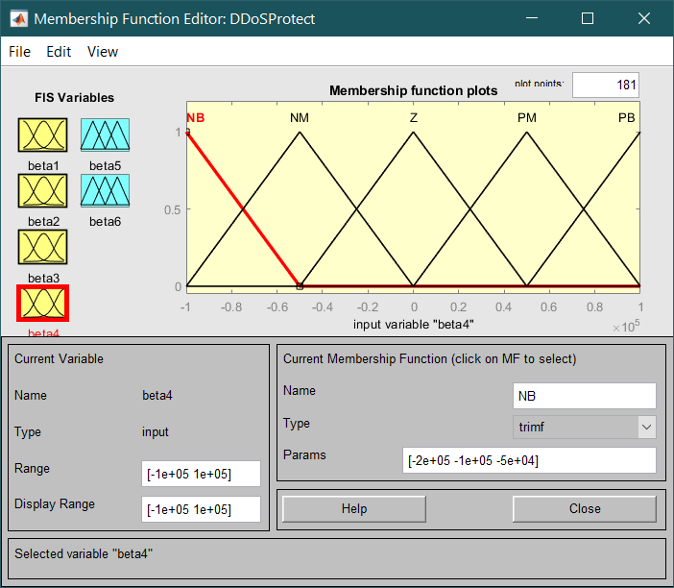 Membership Function Editor: DDoSProtect
File Edit View
FIS Variables
beta1 beta5
beta2 beta6
beta3
beta4
Membership function plots
plot points: 181
NB NM Z PM PB
1
0.5
0
-1 -0.8 -0.6 -0.4 -0.2 0 0.2 0.4 0.6 0.8 1
×10⁵
input variable "beta4"
Current Variable
Name beta4
Type input
Range [-1e+05 1e+05]
Display Range [-1e+05 1e+05]
Current Membership Function (click on MF to select)
Name NB
Type trimf
Params [-2e+05 -1e+05 -5e+04]
Help Close
Selected variable "beta4"